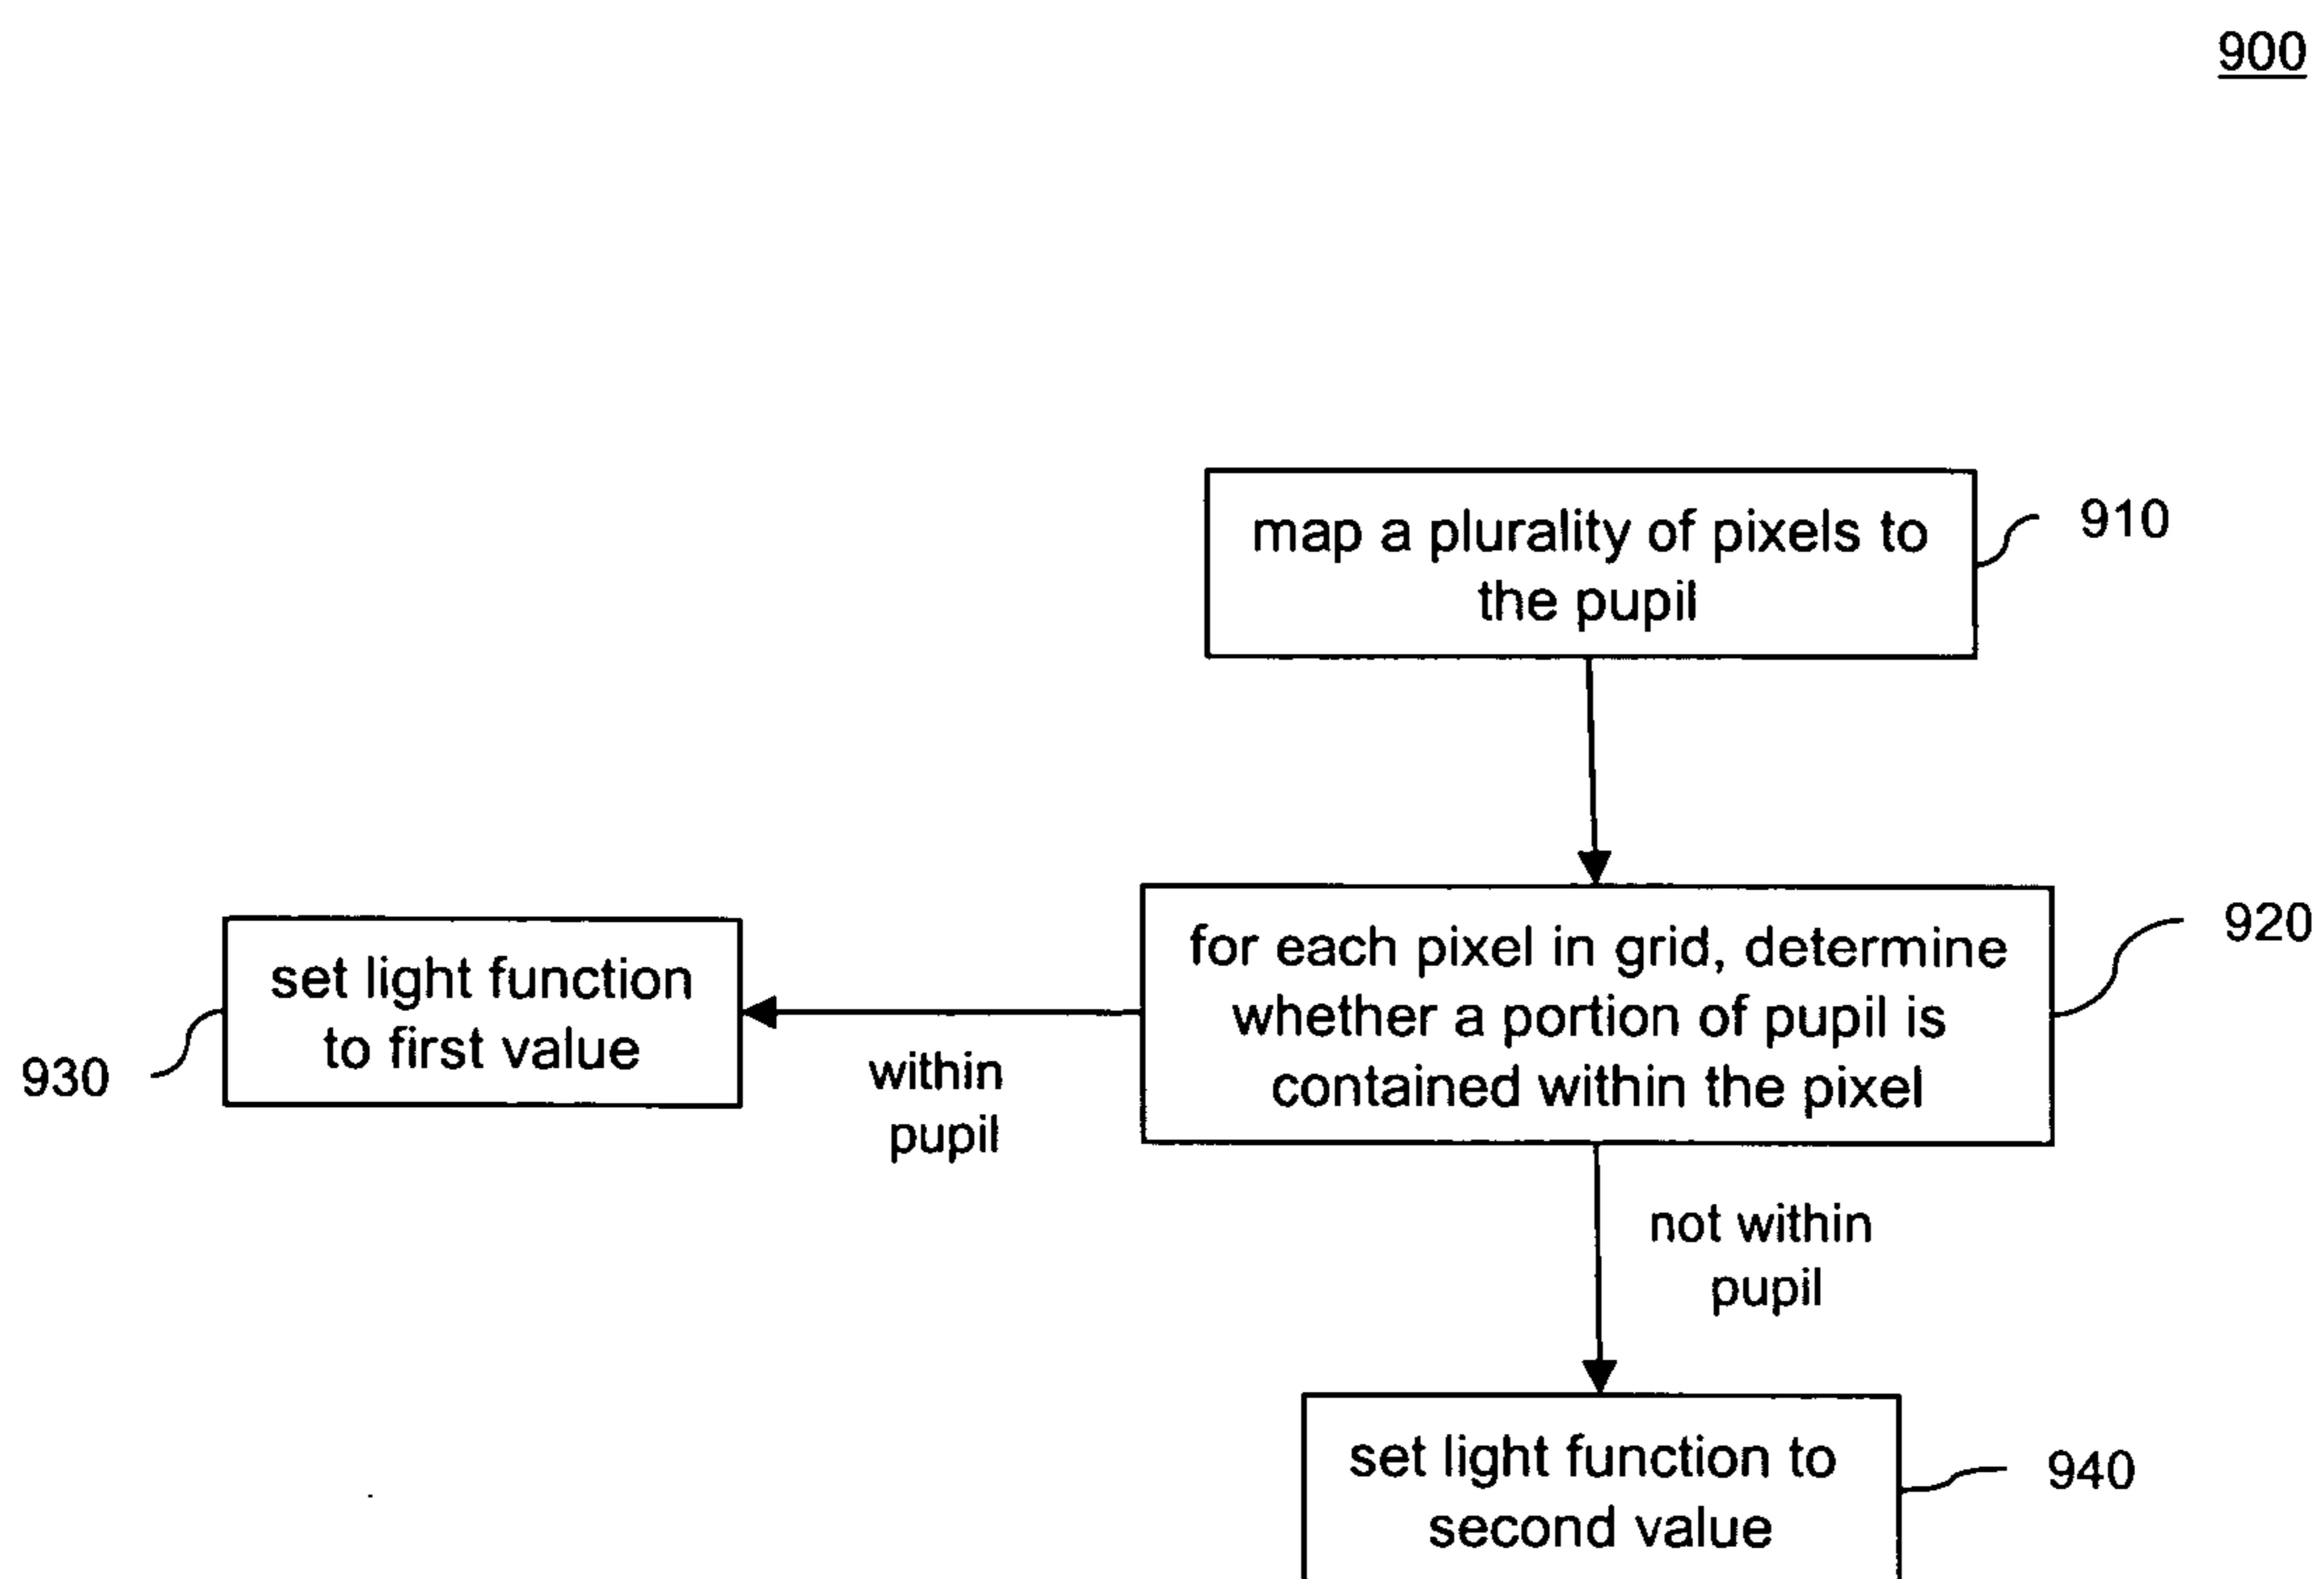 900
map a plurality of pixels to
the pupil
910
for each pixel in grid, determine
whether a portion of pupil is
contained within the pixel
920
set light function
to first value
930
within
pupil
not within
pupil
set light function to
second value
940